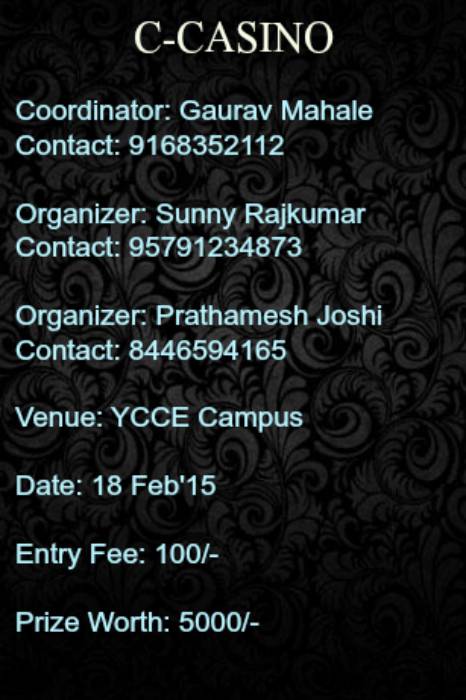 C-CASINO
Coordinator: Gaurav Mahale
Contact: 9168352112
Organizer: Sunny Rajkumar
Contact: 95791234873
Organizer: Prathamesh Joshi
Contact: 8446594165
Venue: YCCE Campus
Date: 18 Feb'15
Entry Fee: 100/-
Prize Worth: 5000/-